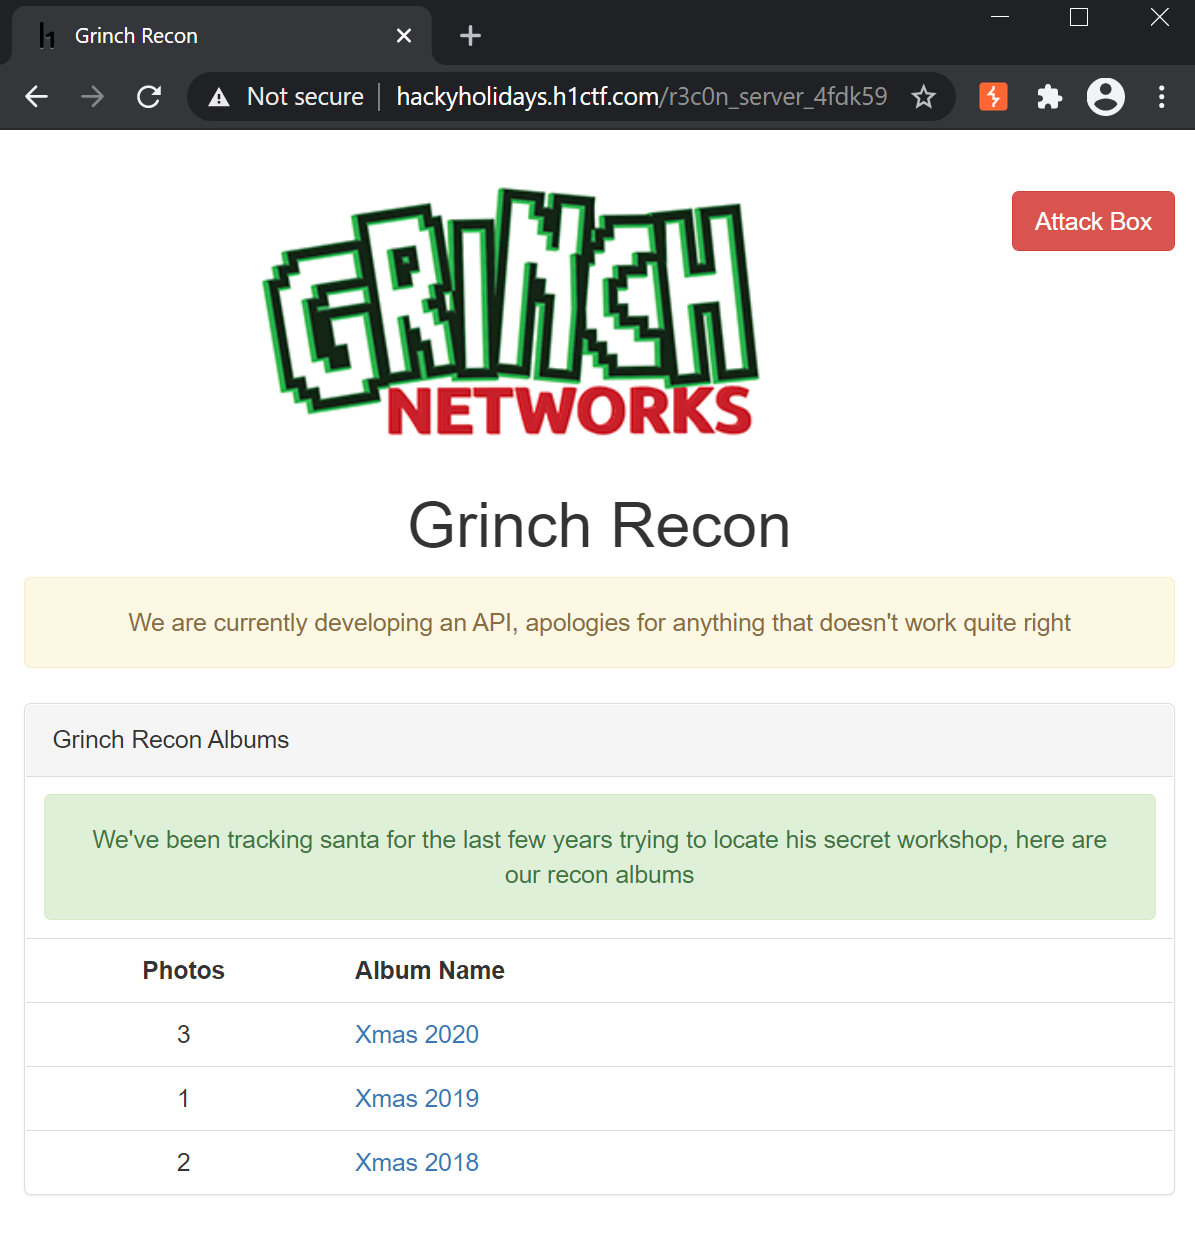 Grinch Recon
Not secure
hackyholidays.h1ctf.com/r3c0n_server_4fdk59
GRINCH
NETWORKS
Attack Box
Grinch Recon
We are currently developing an API, apologies for anything that doesn't work quite right
Grinch Recon Albums
We've been tracking santa for the last few years trying to locate his secret workshop, here are
our recon albums
Photos Album Name
3 Xmas 2020
1 Xmas 2019
2 Xmas 2018